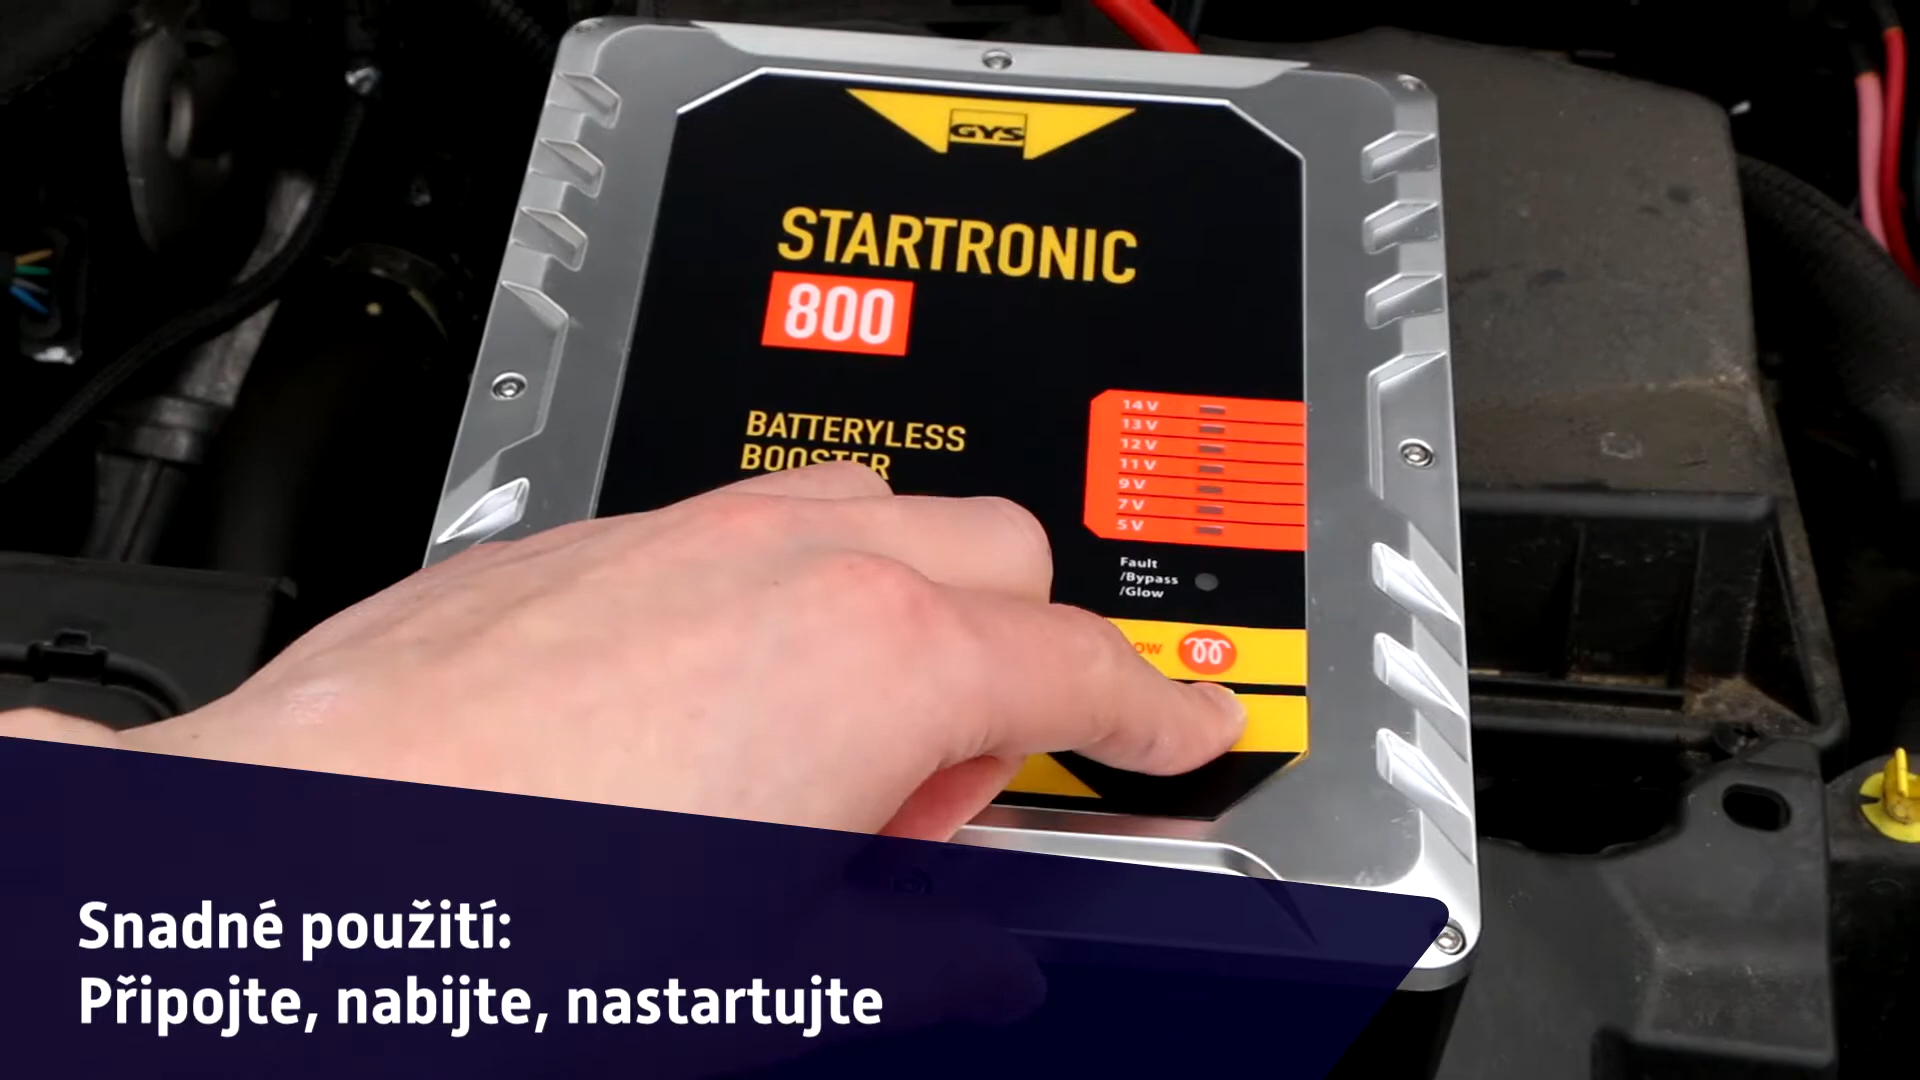 GYS
STARTRONIC
800
BATTERYLESS
BOOSTER
14 V
13 V
12 V
11 V
9 V
7 V
5 V
Fault
/Bypass
/Glow
Snadné použití:
Připojte, nabijte, nastartujte